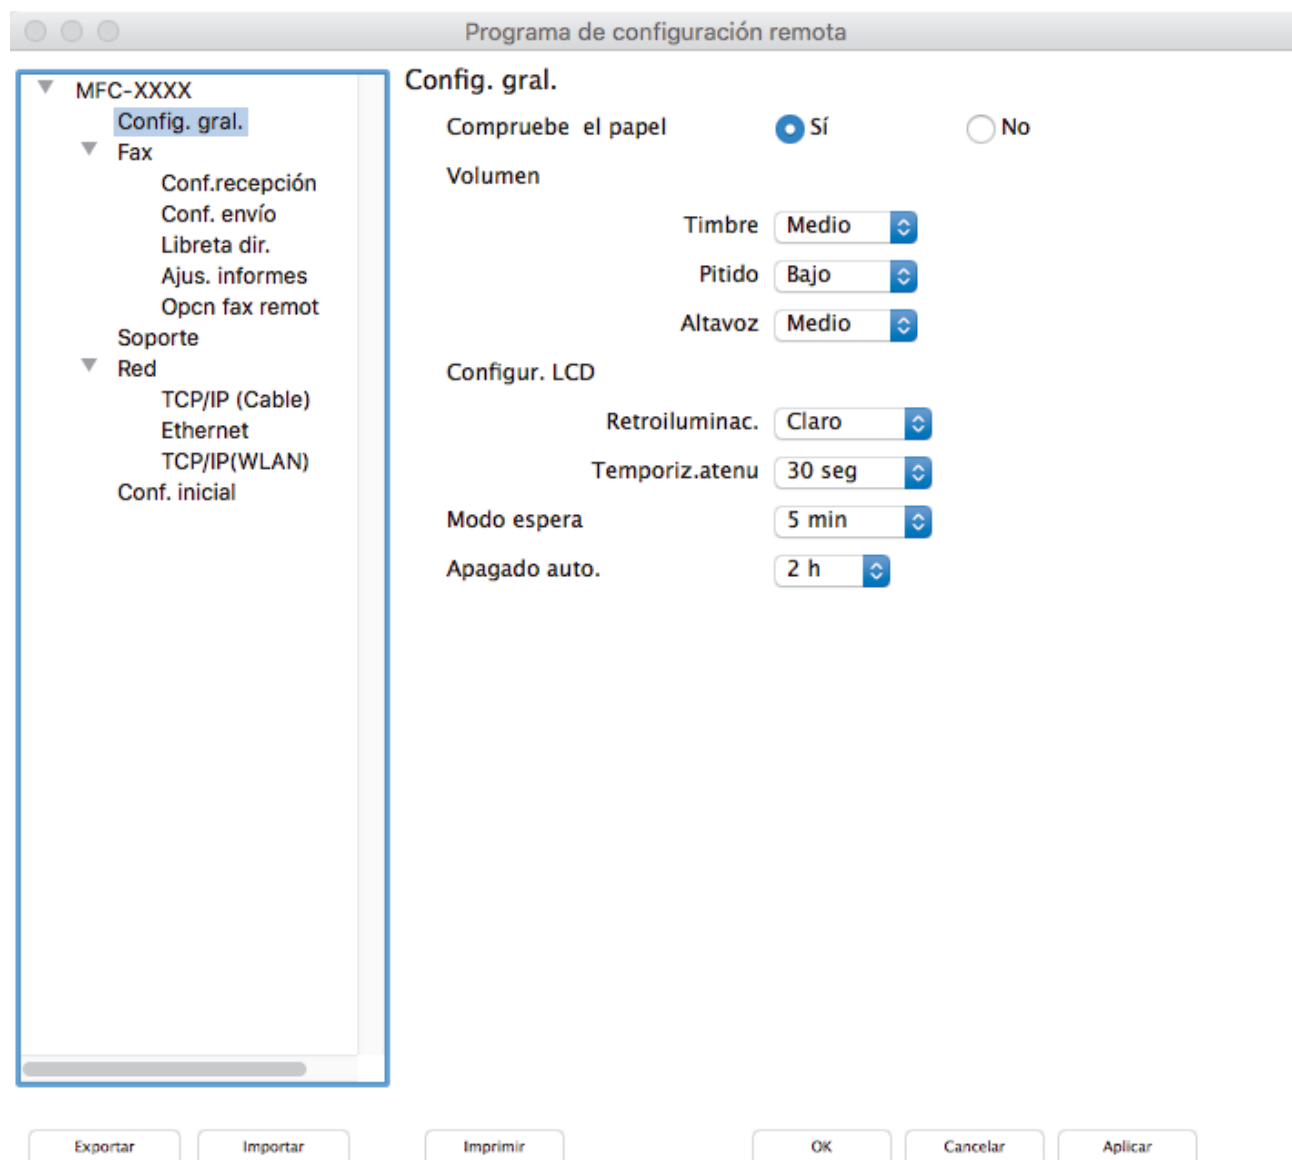 Programa de configuración remota
MFC-XXXX
Config. gral.
Fax
Conf.recepción
Conf. envío
Libreta dir.
Ajus. informes
Opcn fax remot
Soporte
Red
TCP/IP (Cable)
Ethernet
TCP/IP(WLAN)
Conf. inicial
Config. gral.
Compruebe el papel Sí No
Volumen
Timbre Medio
Pitido Bajo
Altavoz Medio
Configur. LCD
Retroiluminac. Claro
Temporiz.atenu 30 seg
Modo espera 5 min
Apagado auto. 2 h
Exportar Importar Imprimir OK Cancelar Aplicar